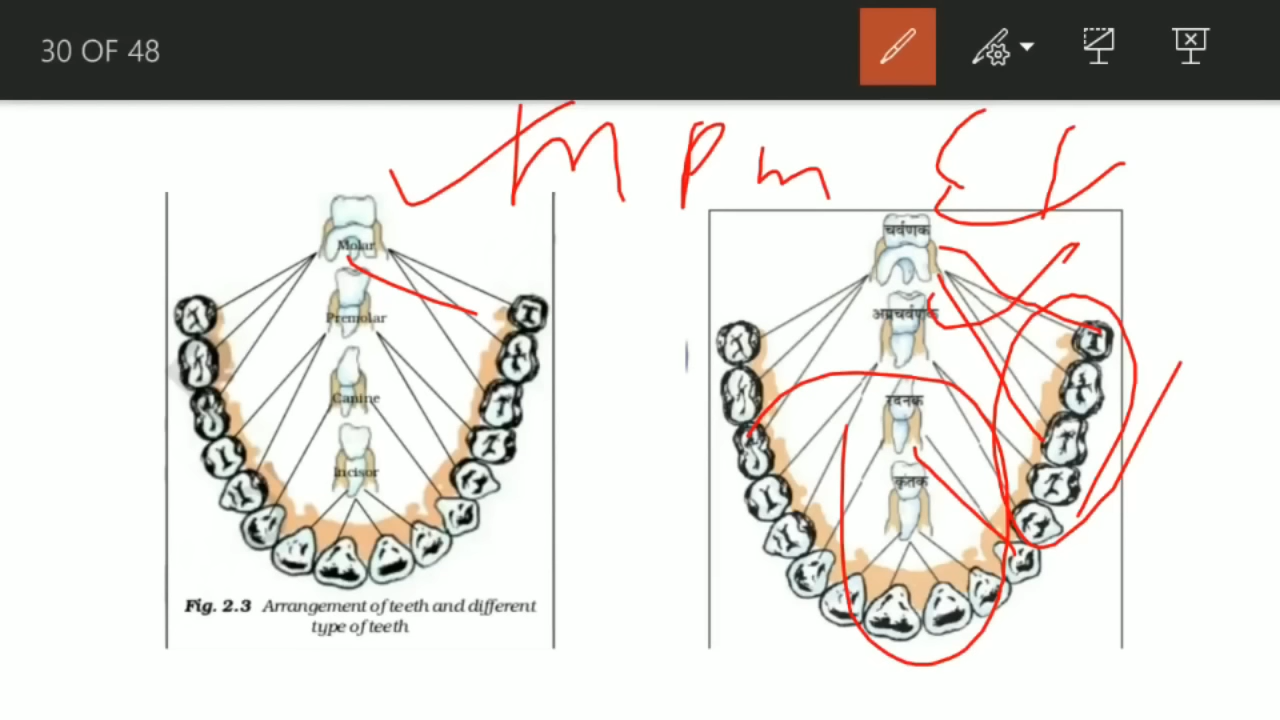 30 OF 48
m Pm C I
Molar
Premolar
Canine
Incisor
Fig. 2.3 Arrangement of teeth and different
type of teeth
चर्वणक
अग्रचर्वणक
रदनक
कृंतक